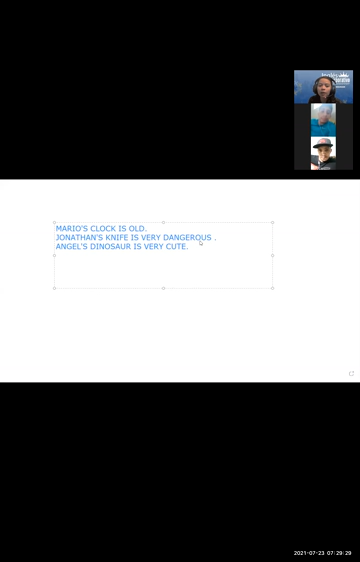 MARIO'S CLOCK IS OLD.
JONATHAN'S KNIFE IS VERY DANGEROUS .
ANGEL'S DINOSAUR IS VERY CUTE.
2021-07-23 07:29:29